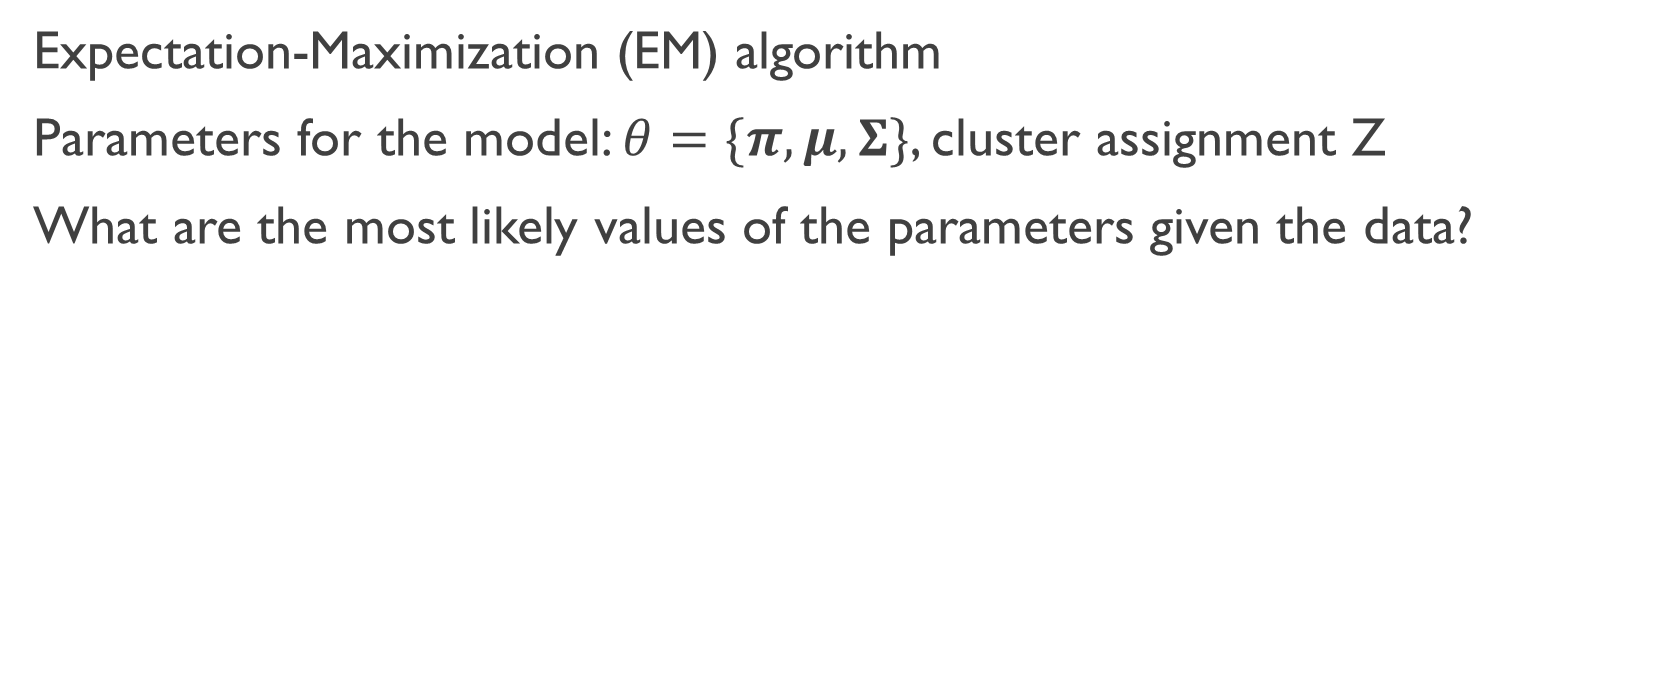 Expectation-Maximization (EM) algorithm
Parameters for the model: θ = {π, μ, Σ}, cluster assignment Z
What are the most likely values of the parameters given the data?